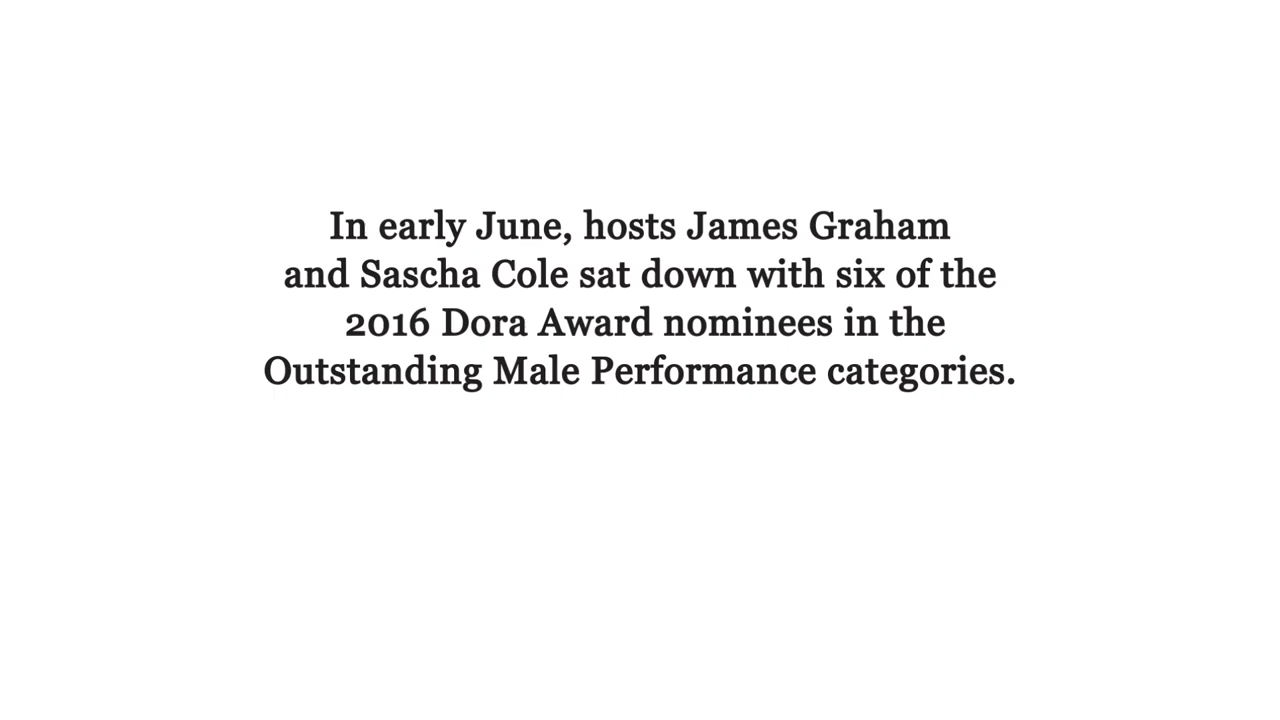 In early June, hosts James Graham
and Sascha Cole sat down with six of the
2016 Dora Award nominees in the
Outstanding Male Performance categories.